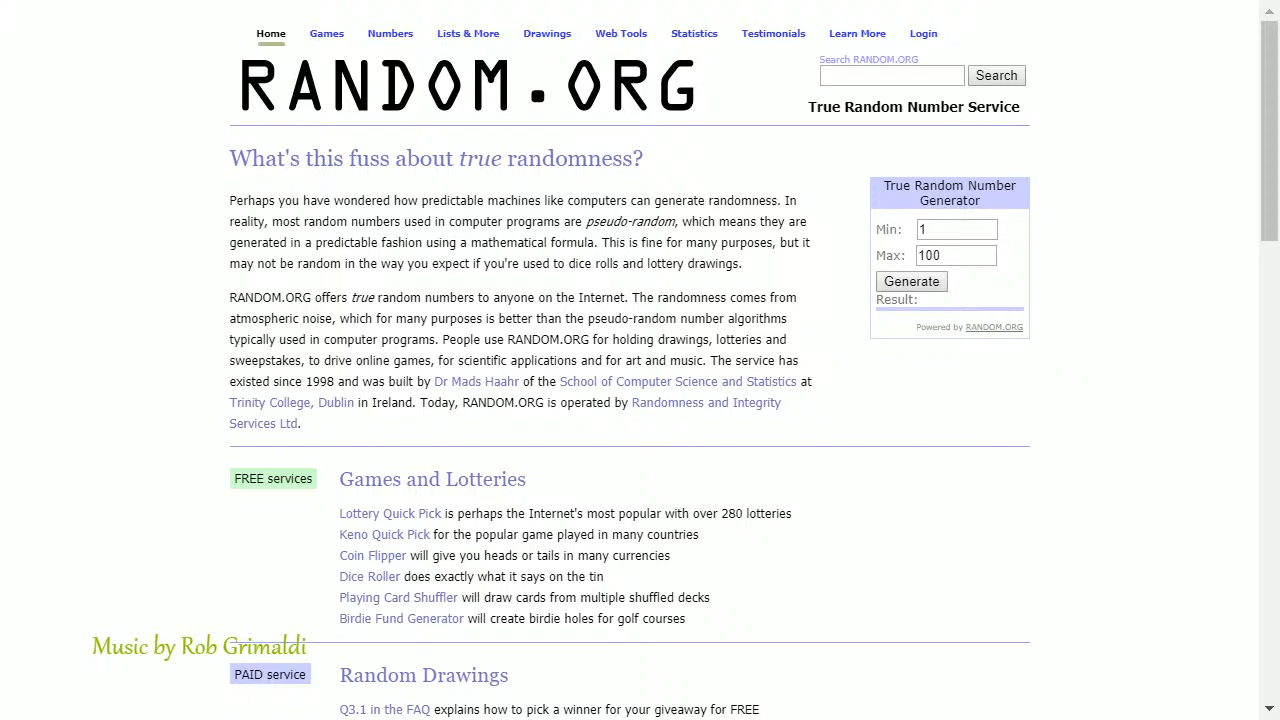 Home Games Numbers Lists & More Drawings Web Tools Statistics Testimonials Learn More Login
RANDOM.ORG
Search RANDOM.ORG
Search
True Random Number Service
What's this fuss about true randomness?
Perhaps you have wondered how predictable machines like computers can generate randomness. In
reality, most random numbers used in computer programs are pseudo-random, which means they are
generated in a predictable fashion using a mathematical formula. This is fine for many purposes, but it
may not be random in the way you expect if you're used to dice rolls and lottery drawings.
RANDOM.ORG offers true random numbers to anyone on the Internet. The randomness comes from
atmospheric noise, which for many purposes is better than the pseudo-random number algorithms
typically used in computer programs. People use RANDOM.ORG for holding drawings, lotteries and
sweepstakes, to drive online games, for scientific applications and for art and music. The service has
existed since 1998 and was built by Dr Mads Haahr of the School of Computer Science and Statistics at
Trinity College, Dublin in Ireland. Today, RANDOM.ORG is operated by Randomness and Integrity
Services Ltd.
True Random Number
Generator
Min: 1
Max: 100
Generate
Result:
Powered by RANDOM.ORG
FREE services
Games and Lotteries
Lottery Quick Pick is perhaps the Internet's most popular with over 280 lotteries
Keno Quick Pick for the popular game played in many countries
Coin Flipper will give you heads or tails in many currencies
Dice Roller does exactly what it says on the tin
Playing Card Shuffler will draw cards from multiple shuffled decks
Birdie Fund Generator will create birdie holes for golf courses
Music by Rob Grimaldi
PAID service
Random Drawings
Q3.1 in the FAQ explains how to pick a winner for your giveaway for FREE